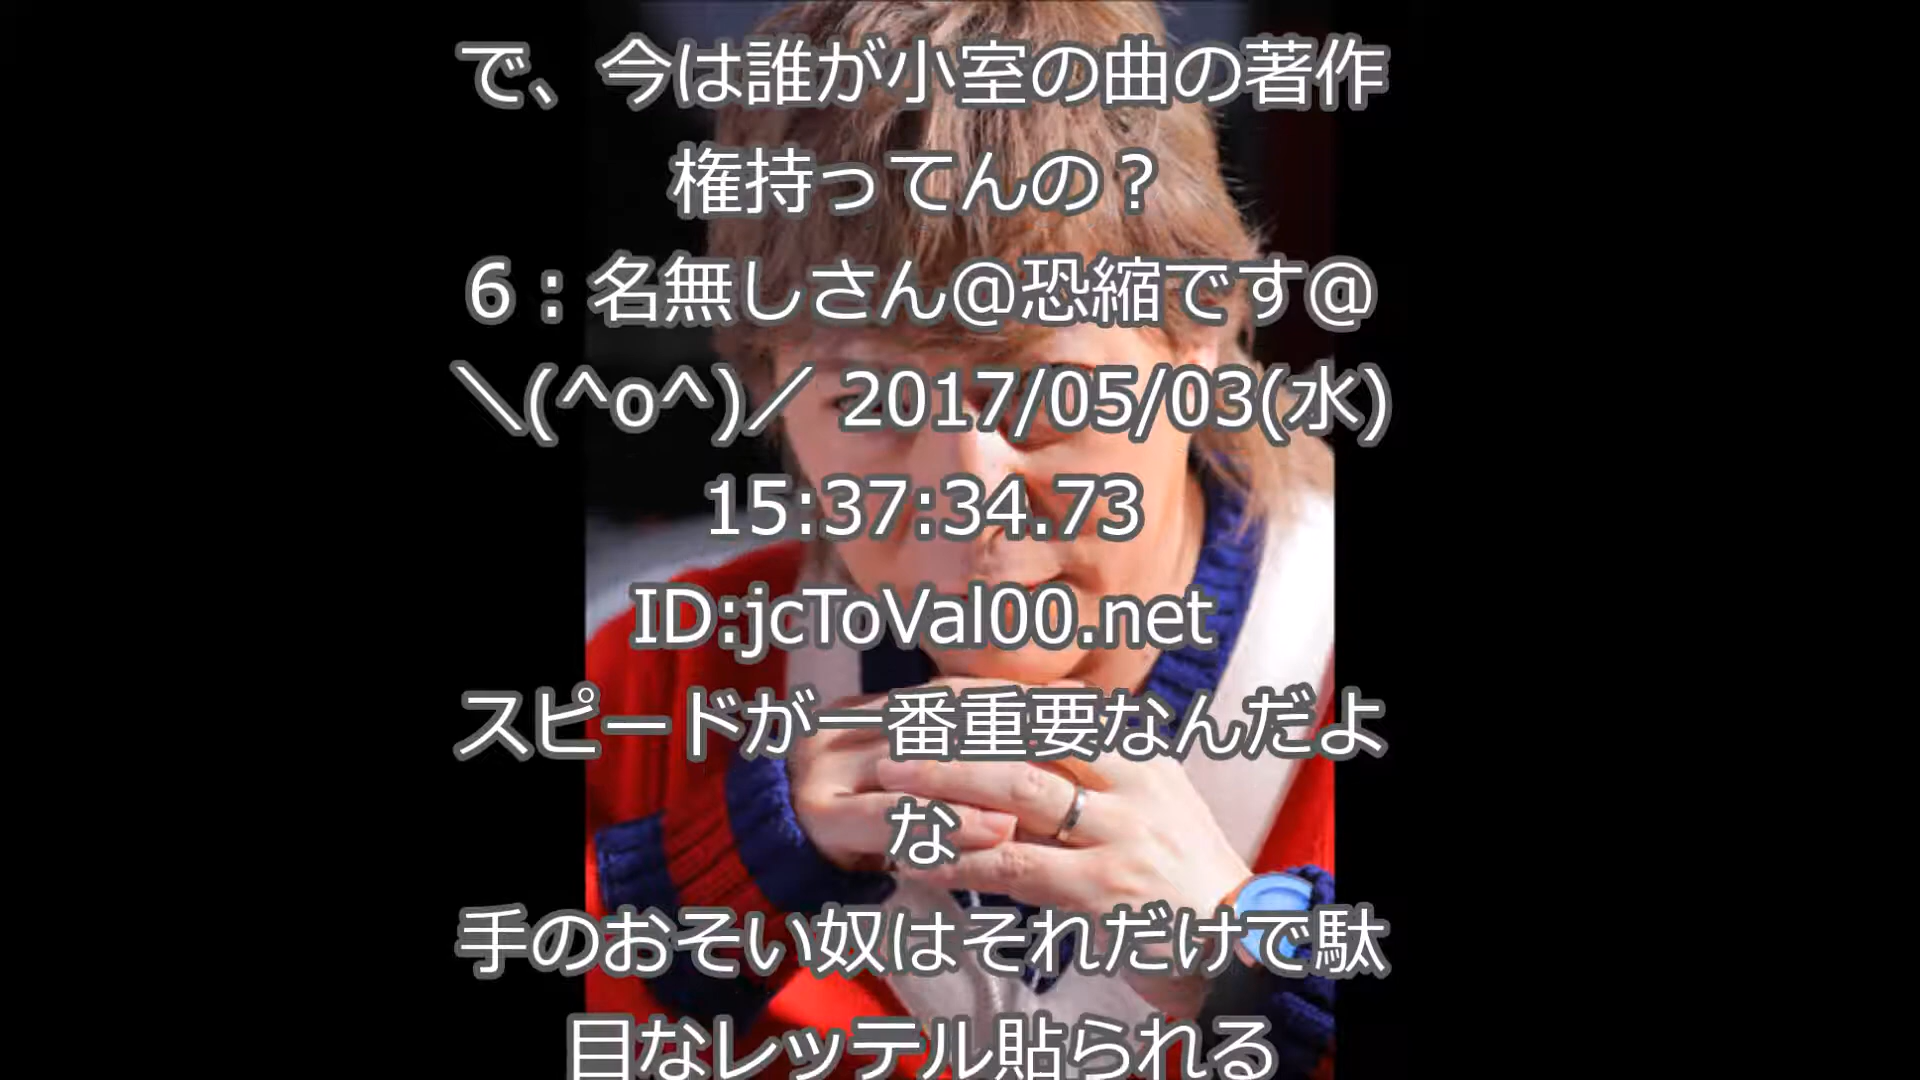 で、今は誰が小室の曲の著作
権持ってんの？
6：名無しさん@恐縮です@
＼(^o^)／ 2017/05/03(水)
15:37:34.73
ID:jcToVal00.net
スピードが一番重要なんだよ
な
手のおそい奴はそれだけで駄
目なレッテル貼られる